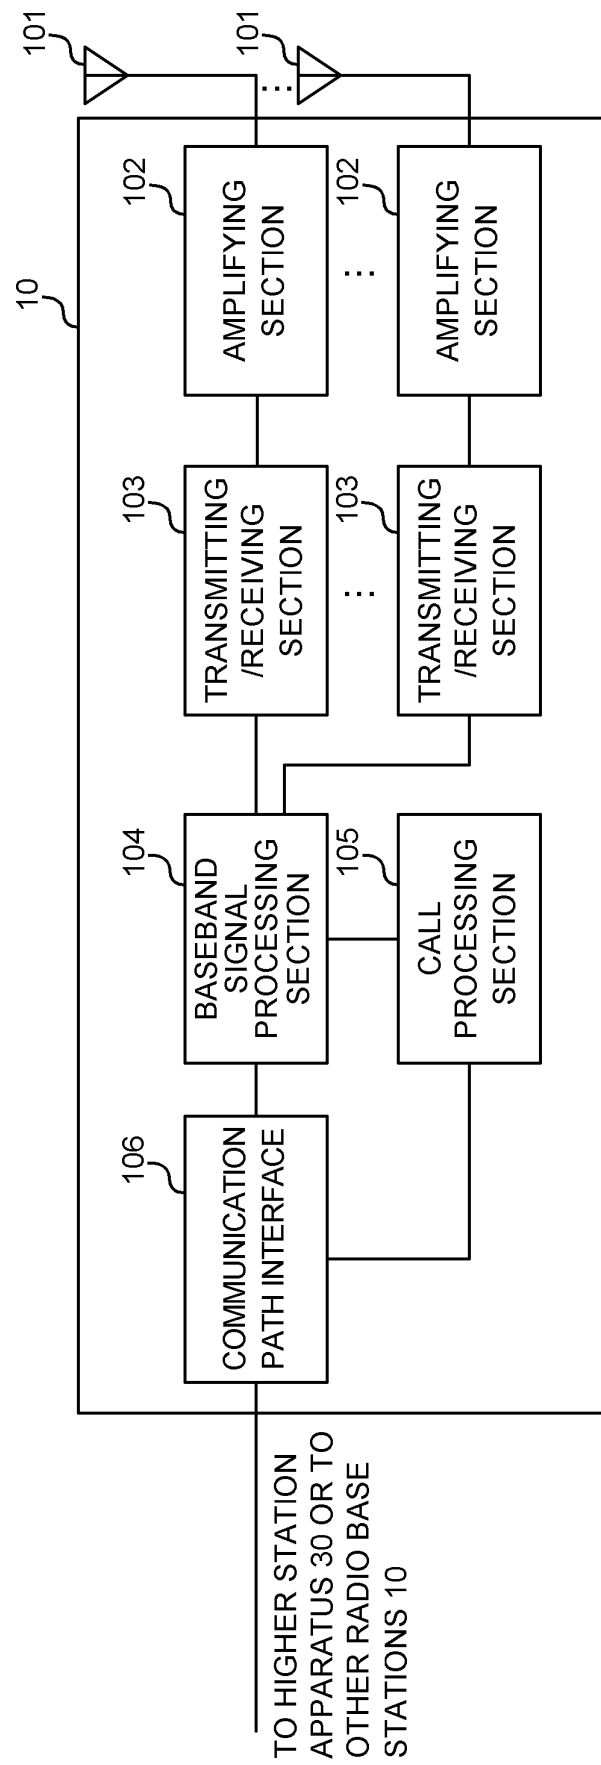 10
101
101
102
AMPLIFYING
SECTION
102
AMPLIFYING
SECTION
103
TRANSMITTING
/RECEIVING
SECTION
103
TRANSMITTING
/RECEIVING
SECTION
104
BASEBAND
SIGNAL
PROCESSING
SECTION
105
CALL
PROCESSING
SECTION
106
COMMUNICATION
PATH INTERFACE
TO HIGHER STATION
APPARATUS 30 OR TO
OTHER RADIO BASE
STATIONS 10